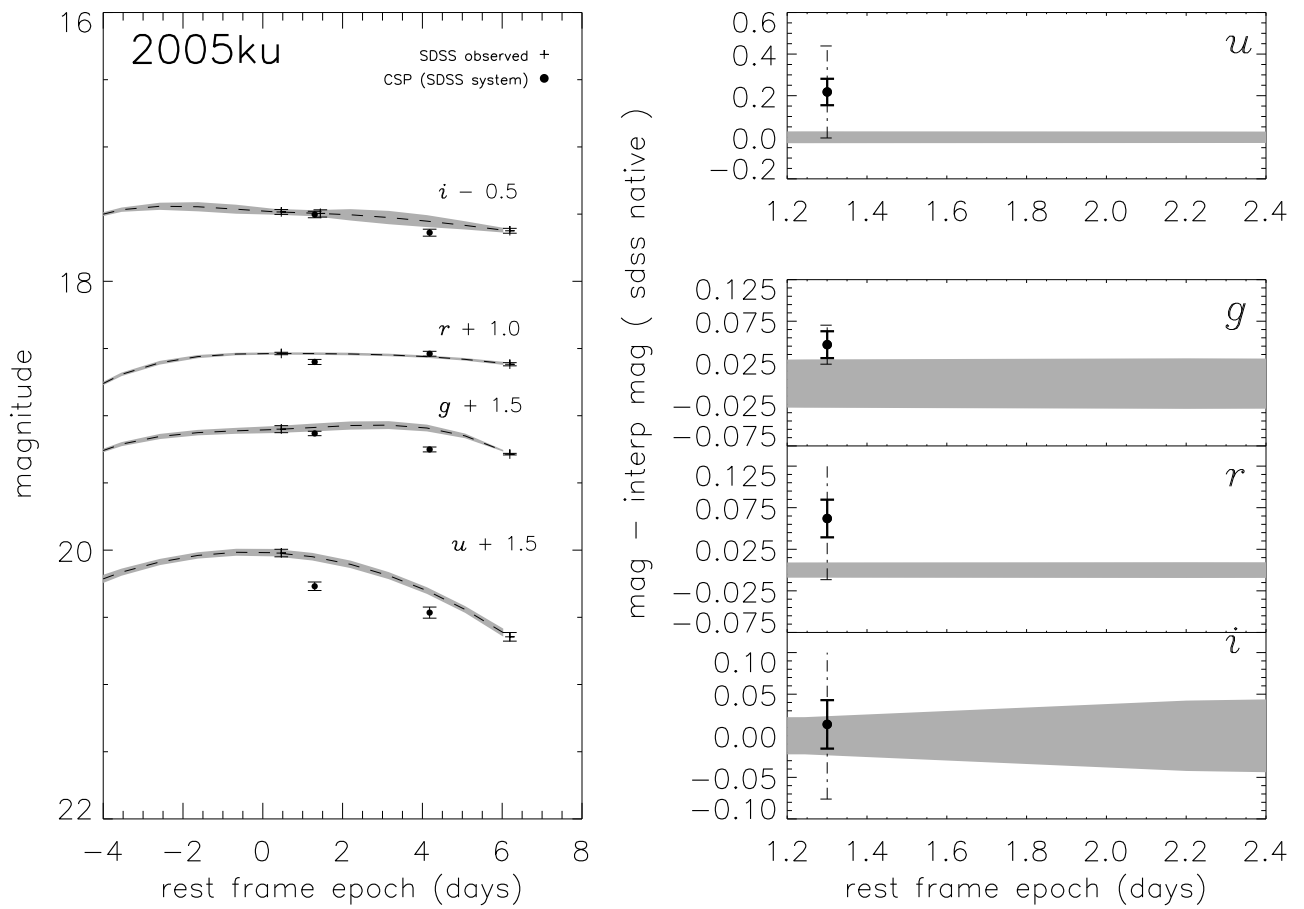 2005ku
SDSS observed +
CSP (SDSS system) ●
i − 0.5
r + 1.0
g + 1.5
u + 1.5
magnitude
16
18
20
22
−4 −2 0 2 4 6 8
rest frame epoch (days)
mag − interp mag ( sdss native )
u
0.6
0.4
0.2
0.0
−0.2
1.2 1.4 1.6 1.8 2.0 2.2 2.4
g
0.125
0.075
0.025
−0.025
−0.075
r
0.125
0.075
0.025
−0.025
−0.075
i
0.10
0.05
0.00
−0.05
−0.10
1.2 1.4 1.6 1.8 2.0 2.2 2.4
rest frame epoch (days)